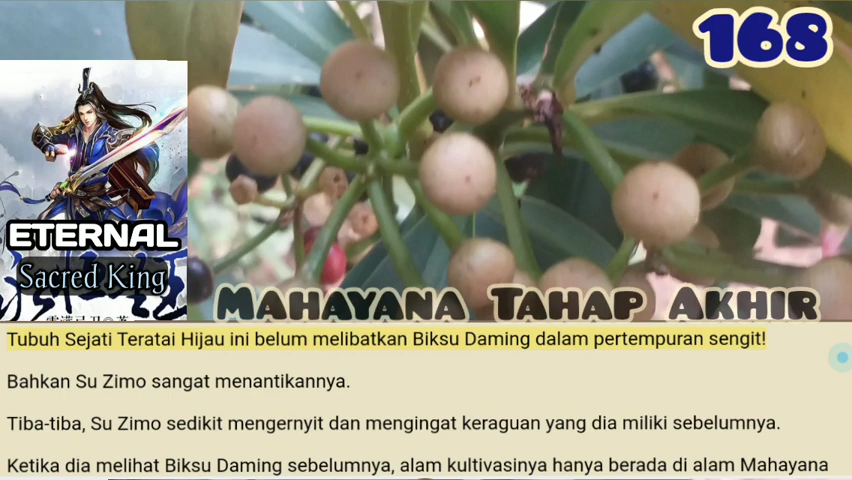 168
ETERNAL
Sacred King
MAHAYANA TAHAP AKHIR
Tubuh Sejati Teratai Hijau ini belum melibatkan Biksu Daming dalam pertempuran sengit!
Bahkan Su Zimo sangat menantikannya.
Tiba-tiba, Su Zimo sedikit mengernyit dan mengingat keraguan yang dia miliki sebelumnya.
Ketika dia melihat Biksu Daming sebelumnya, alam kultivasinya hanya berada di alam Mahayana